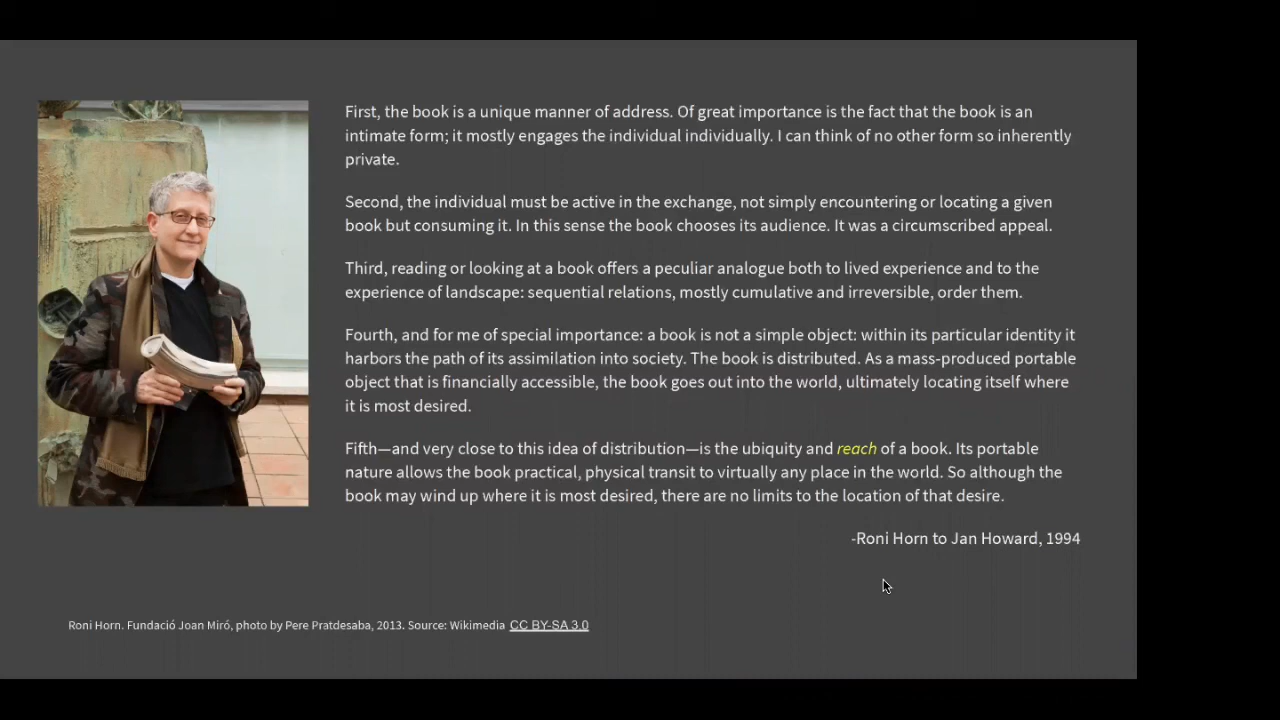 First, the book is a unique manner of address. Of great importance is the fact that the book is an
intimate form; it mostly engages the individual individually. I can think of no other form so inherently
private.
Second, the individual must be active in the exchange, not simply encountering or locating a given
book but consuming it. In this sense the book chooses its audience. It was a circumscribed appeal.
Third, reading or looking at a book offers a peculiar analogue both to lived experience and to the
experience of landscape: sequential relations, mostly cumulative and irreversible, order them.
Fourth, and for me of special importance: a book is not a simple object: within its particular identity it
harbors the path of its assimilation into society. The book is distributed. As a mass-produced portable
object that is financially accessible, the book goes out into the world, ultimately locating itself where
it is most desired.
Fifth—and very close to this idea of distribution—is the ubiquity and reach of a book. Its portable
nature allows the book practical, physical transit to virtually any place in the world. So although the
book may wind up where it is most desired, there are no limits to the location of that desire.
-Roni Horn to Jan Howard, 1994
Roni Horn. Fundació Joan Miró, photo by Pere Pratdesaba, 2013. Source: Wikimedia CC BY-SA 3.0